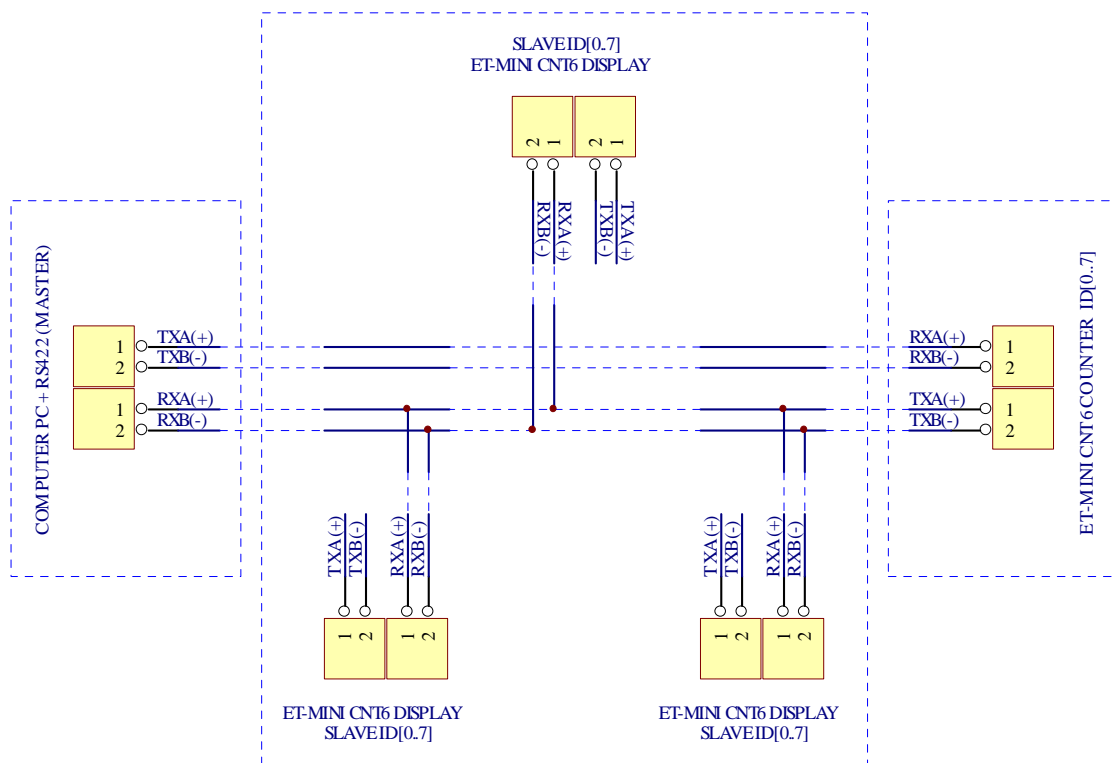 SLAVE ID[0..7]
ET-MINI CNT6 DISPLAY
2
1
2
1
RXB(-)
RXA(+)
TXB(-)
TXA(+)
COMPUTER PC + RS422 (MASTER)
1
2
1
2
TXA(+)
TXB(-)
RXA(+)
RXB(-)
RXA(+)
RXB(-)
TXA(+)
TXB(-)
1
2
1
2
ET-MINI CNT6 COUNTER ID[0..7]
TXA(+)
TXB(-)
RXA(+)
RXB(-)
1
2
1
2
ET-MINI CNT6 DISPLAY
SLAVE ID[0..7]
TXA(+)
TXB(-)
RXA(+)
RXB(-)
1
2
1
2
ET-MINI CNT6 DISPLAY
SLAVE ID[0..7]